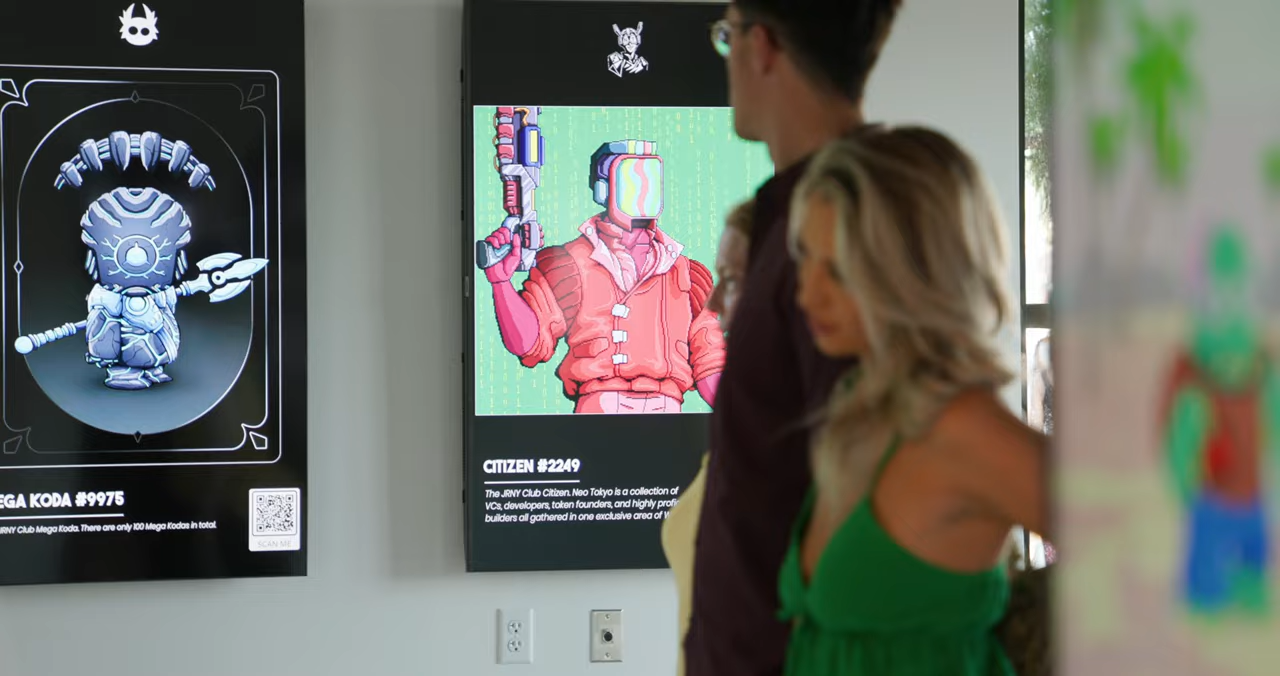 EGA KODA #9975
RNY Club Mega Koda. There are only 100 Mega Kodas in total.
SCAN ME
CITIZEN #2249
The JRNY Club Citizen. Neo Tokyo is a collection of
VCs, developers, token founders, and highly
builders all gathered in one exclusive area of